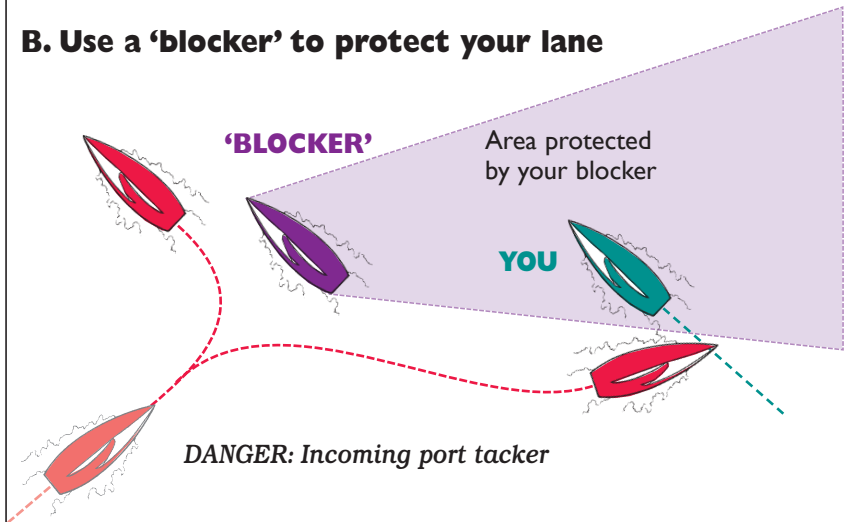 B. Use a ‘blocker’ to protect your lane
‘BLOCKER’
Area protected
by your blocker
YOU
DANGER: Incoming port tacker